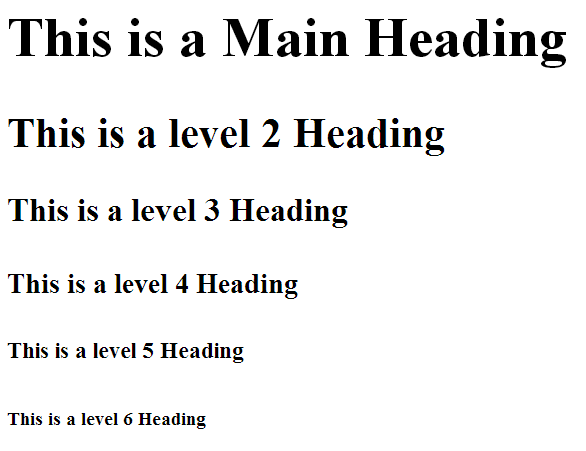 This is a Main Heading
This is a level 2 Heading
This is a level 3 Heading
This is a level 4 Heading
This is a level 5 Heading
This is a level 6 Heading